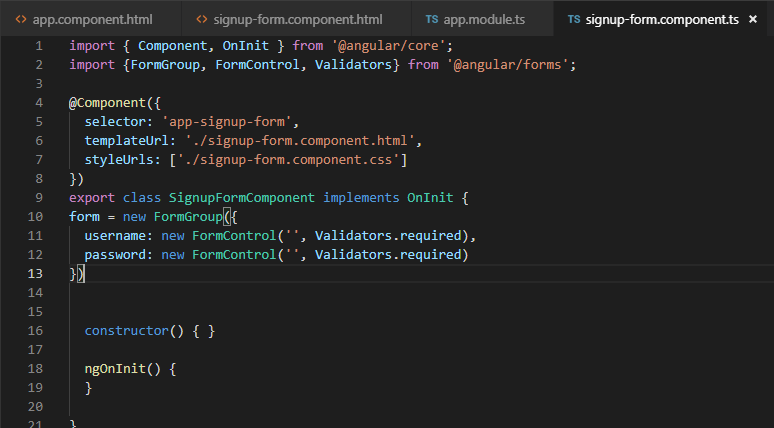 app.component.html signup-form.component.html TS app.module.ts TS signup-form.component.ts ×
1 import { Component, OnInit } from '@angular/core';
2 import {FormGroup, FormControl, Validators} from '@angular/forms';
3
4 @Component({
5 selector: 'app-signup-form',
6 templateUrl: './signup-form.component.html',
7 styleUrls: ['./signup-form.component.css']
8 })
9 export class SignupFormComponent implements OnInit {
10 form = new FormGroup({
11 username: new FormControl('', Validators.required),
12 password: new FormControl('', Validators.required)
13 })
14
15
16 constructor() { }
17
18 ngOnInit() {
19 }
20
21 }